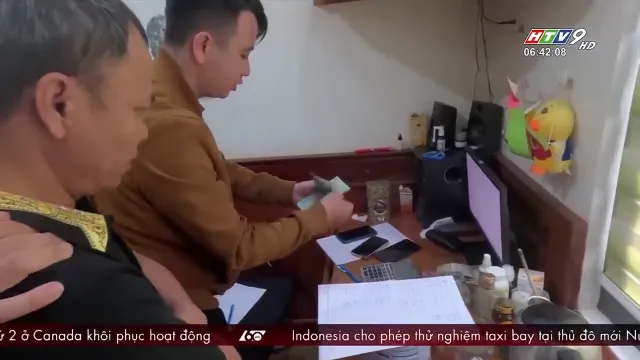 HTV9 HD
06:42:08
ứ 2 ở Canada khôi phục hoạt động 60 Indonesia cho phép thử nghiệm taxi bay tại thủ đô mới N